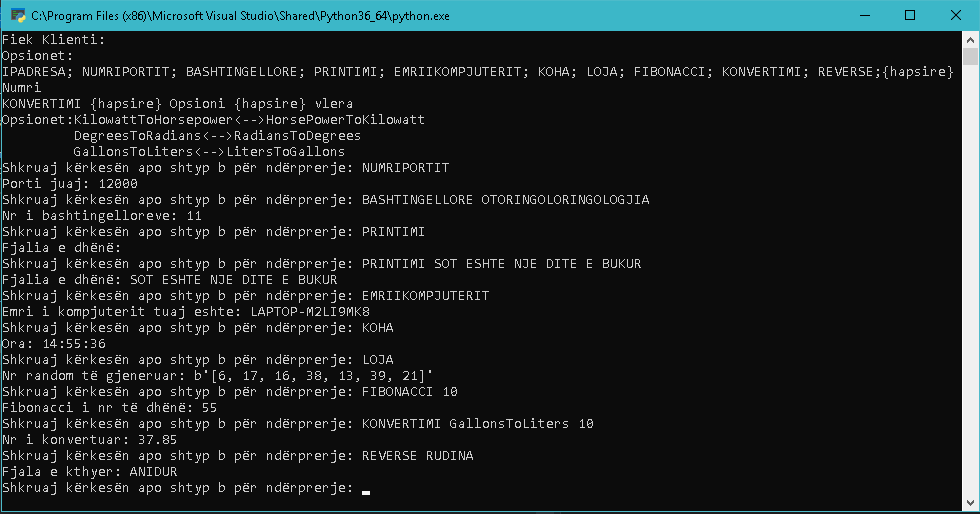 C:\Program Files (x86)\Microsoft Visual Studio\Shared\Python36_64\python.exe
Fiek Klienti:
Opsionet:
IPADRESA; NUMRIPORTIT; BASHTINGELLORE; PRINTIMI; EMRIIKOMPJUTERIT; KOHA; LOJA; FIBONACCI; KONVERTIMI; REVERSE;{hapsire}
Numri
KONVERTIMI {hapsire} Opsioni {hapsire} vlera
Opsionet:KilowattToHorsepower<-->HorsePowerToKilowatt
DegreesToRadians<-->RadiansToDegrees
GallonsToLiters<-->LitersToGallons
Shkruaj kërkesën apo shtyp b për ndërprerje: NUMRIPORTIT
Porti juaj: 12000
Shkruaj kërkesën apo shtyp b për ndërprerje: BASHTINGELLORE OTORINGOLORINGOLOGJIA
Nr i bashtingelloreve: 11
Shkruaj kërkesën apo shtyp b për ndërprerje: PRINTIMI
Fjalia e dhënë:
Shkruaj kërkesën apo shtyp b për ndërprerje: PRINTIMI SOT ESHTE NJE DITE E BUKUR
Fjalia e dhënë: SOT ESHTE NJE DITE E BUKUR
Shkruaj kërkesën apo shtyp b për ndërprerje: EMRIIKOMPJUTERIT
Emri i kompjuterit tuaj eshte: LAPTOP-M2LI9MK8
Shkruaj kërkesën apo shtyp b për ndërprerje: KOHA
Ora: 14:55:36
Shkruaj kërkesën apo shtyp b për ndërprerje: LOJA
Nr random të gjeneruar: b'[6, 17, 16, 38, 13, 39, 21]'
Shkruaj kërkesën apo shtyp b për ndërprerje: FIBONACCI 10
Fibonacci i nr të dhënë: 55
Shkruaj kërkesën apo shtyp b për ndërprerje: KONVERTIMI GallonsToLiters 10
Nr i konvertuar: 37.85
Shkruaj kërkesën apo shtyp b për ndërprerje: REVERSE RUDINA
Fjala e kthyer: ANIDUR
Shkruaj kërkesën apo shtyp b për ndërprerje: